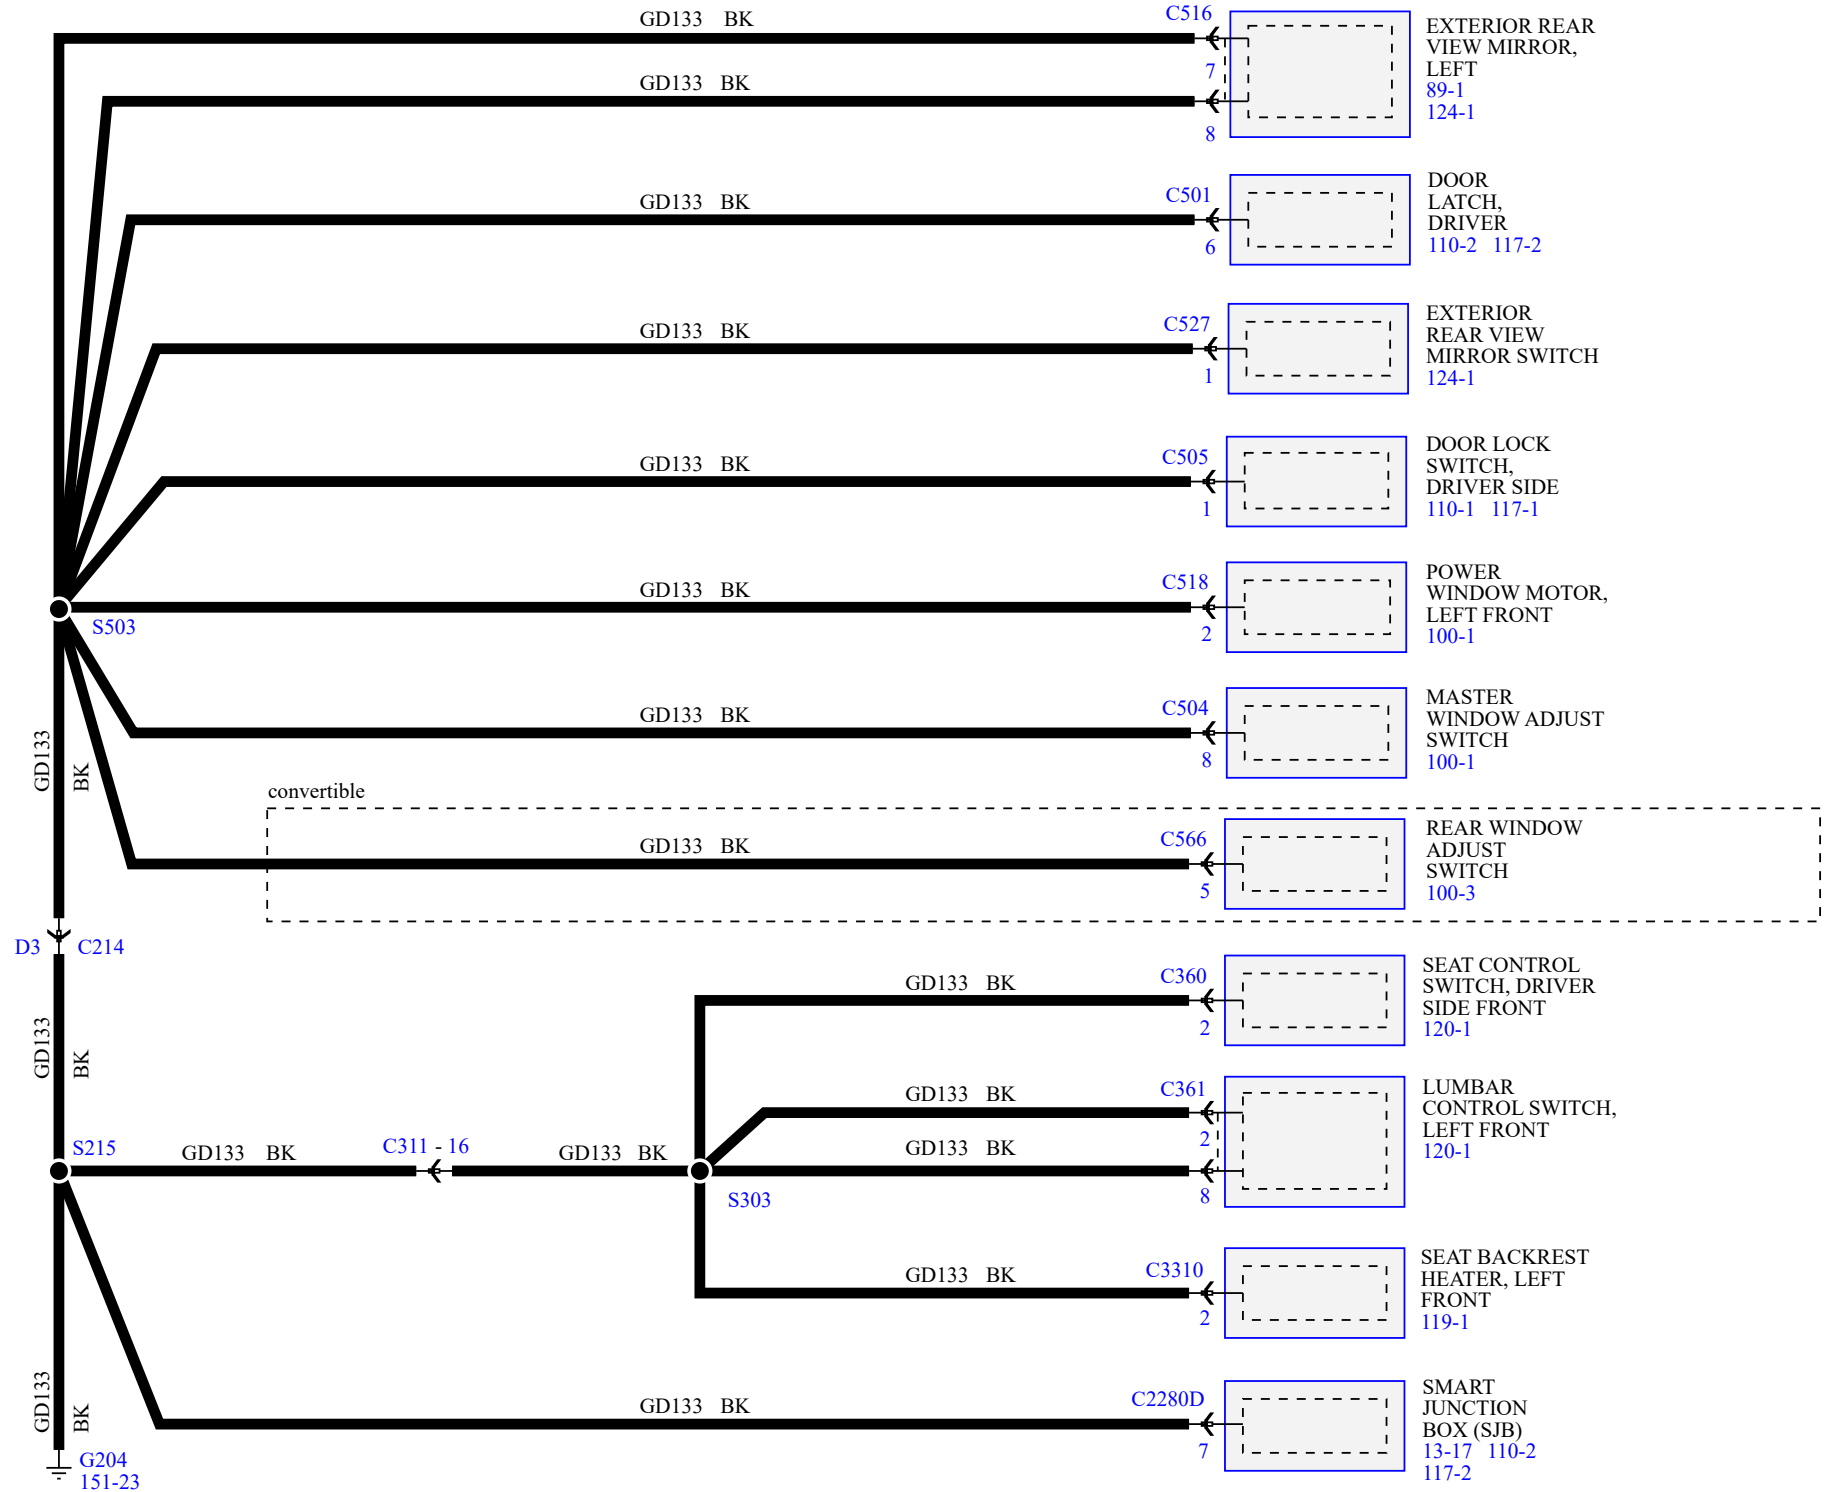 GD133 BK
C516
7
GD133 BK
8
EXTERIOR REAR
VIEW MIRROR,
LEFT
89-1
124-1
GD133 BK
C501
6
DOOR
LATCH,
DRIVER
110-2 117-2
GD133 BK
C527
1
EXTERIOR
REAR VIEW
MIRROR SWITCH
124-1
GD133 BK
C505
1
DOOR LOCK
SWITCH,
DRIVER SIDE
110-1 117-1
S503
GD133 BK
C518
2
POWER
WINDOW MOTOR,
LEFT FRONT
100-1
GD133 BK
C504
8
MASTER
WINDOW ADJUST
SWITCH
100-1
GD133 BK
convertible
GD133 BK
C566
5
REAR WINDOW
ADJUST
SWITCH
100-3
D3 C214
GD133 BK
GD133 BK
C360
2
SEAT CONTROL
SWITCH, DRIVER
SIDE FRONT
120-1
S215
GD133 BK
C311 - 16
GD133 BK
S303
GD133 BK
C361
2
GD133 BK
8
LUMBAR
CONTROL SWITCH,
LEFT FRONT
120-1
GD133 BK
C3310
2
SEAT BACKREST
HEATER, LEFT
FRONT
119-1
GD133 BK
GD133 BK
C2280D
7
SMART
JUNCTION
BOX (SJB)
13-17 110-2
117-2
G204
151-23